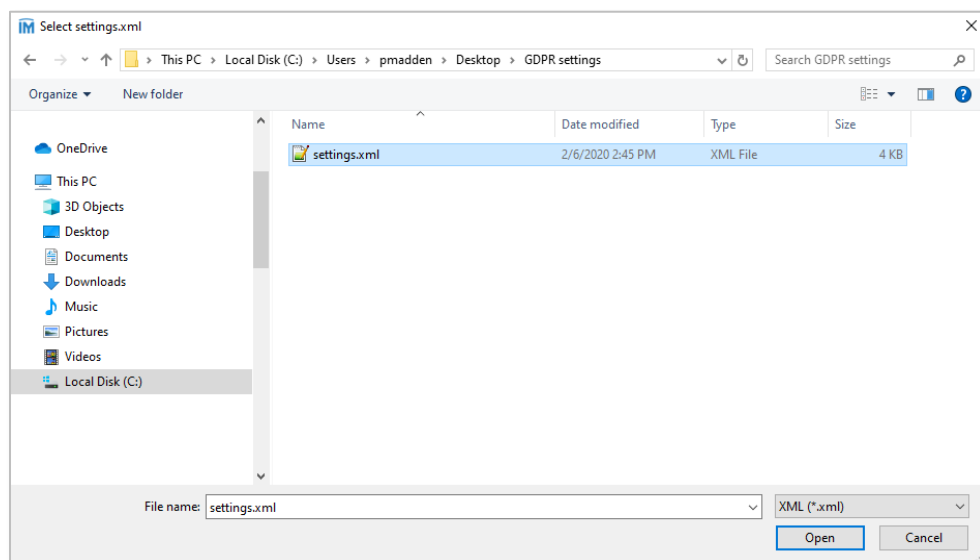 IM Select settings.xml
This PC > Local Disk (C:) > Users > pmadden > Desktop > GDPR settings
Search GDPR settings
Organize New folder
Name Date modified Type Size
settings.xml 2/6/2020 2:45 PM XML File 4 KB
OneDrive
This PC
3D Objects
Desktop
Documents
Downloads
Music
Pictures
Videos
Local Disk (C:)
File name: settings.xml XML (*.xml)
Open Cancel